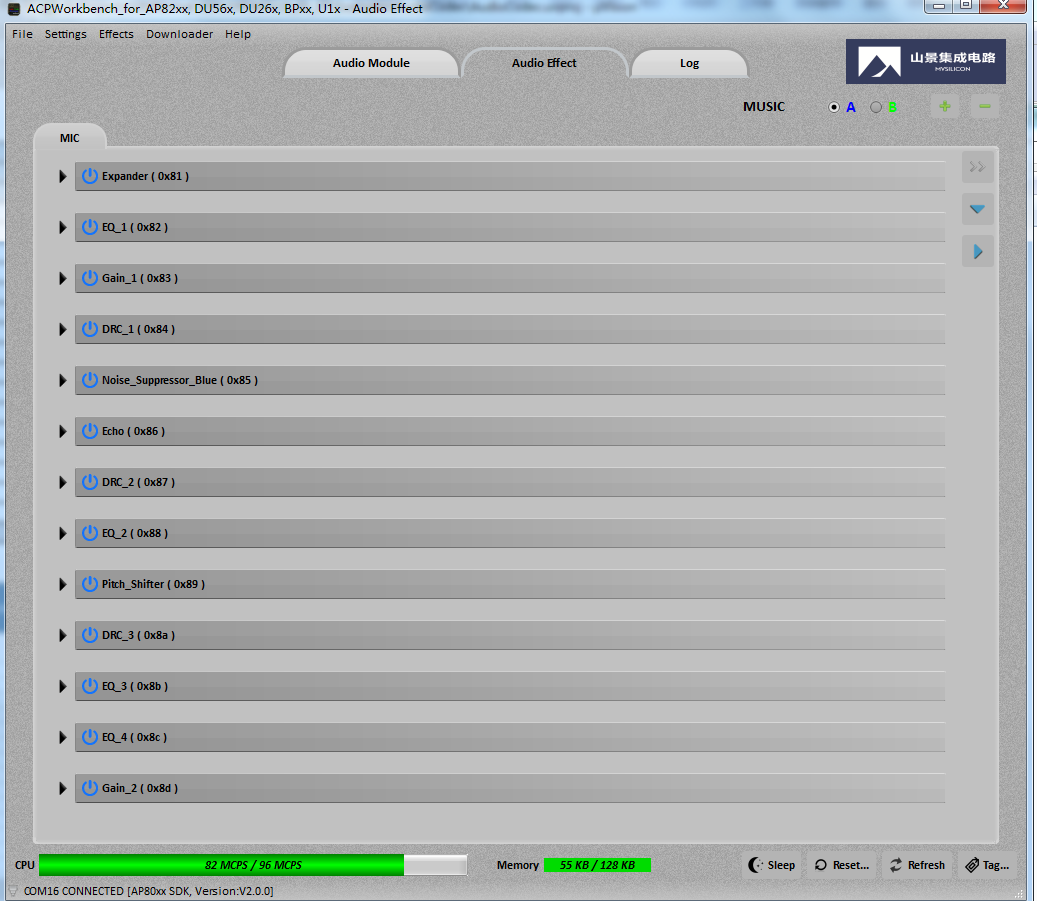 ACPWorkbench_for_AP82xx, DU56x, DU26x, BPxx, U1x - Audio Effect
File Settings Effects Downloader Help
Audio Module Audio Effect Log
山景集成电路
MVSILICON
MUSIC A B
MIC
Expander ( 0x81 )
EQ_1 ( 0x82 )
Gain_1 ( 0x83 )
DRC_1 ( 0x84 )
Noise_Suppressor_Blue ( 0x85 )
Echo ( 0x86 )
DRC_2 ( 0x87 )
EQ_2 ( 0x88 )
Pitch_Shifter ( 0x89 )
DRC_3 ( 0x8a )
EQ_3 ( 0x8b )
EQ_4 ( 0x8c )
Gain_2 ( 0x8d )
CPU 82 MCPS / 96 MCPS Memory 55 KB / 128 KB Sleep Reset... Refresh Tag...
COM16 CONNECTED [AP80xx SDK, Version:V2.0.0]